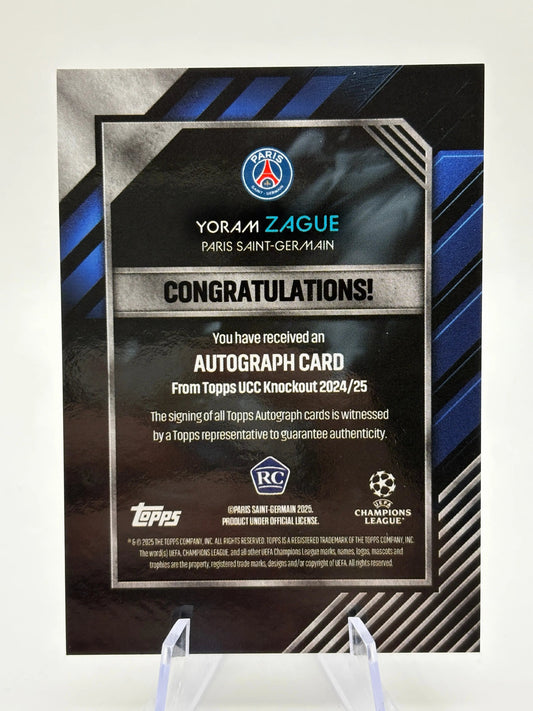 PARIS
SAINT-GERMAIN
YORAM ZAGUE
PARIS SAINT-GERMAIN
CONGRATULATIONS!
You have received an
AUTOGRAPH CARD
From Topps UCC Knockout 2024/25
The signing of all Topps Autograph cards is witnessed
by a Topps representative to guarantee authenticity.
RC
Topps
©PARIS SAINT-GERMAIN 2025.
PRODUCT UNDER OFFICIAL LICENSE.
UEFA
CHAMPIONS
LEAGUE
® & © 2025 THE TOPPS COMPANY, INC. ALL RIGHTS RESERVED. TOPPS IS A REGISTERED TRADEMARK OF THE TOPPS COMPANY, INC.
The word(s) UEFA, CHAMPIONS LEAGUE, and all other UEFA Champions League marks, names, logos, mascots and
trophies are the property, registered trade marks, designs and/or copyright of UEFA. All rights reserved.